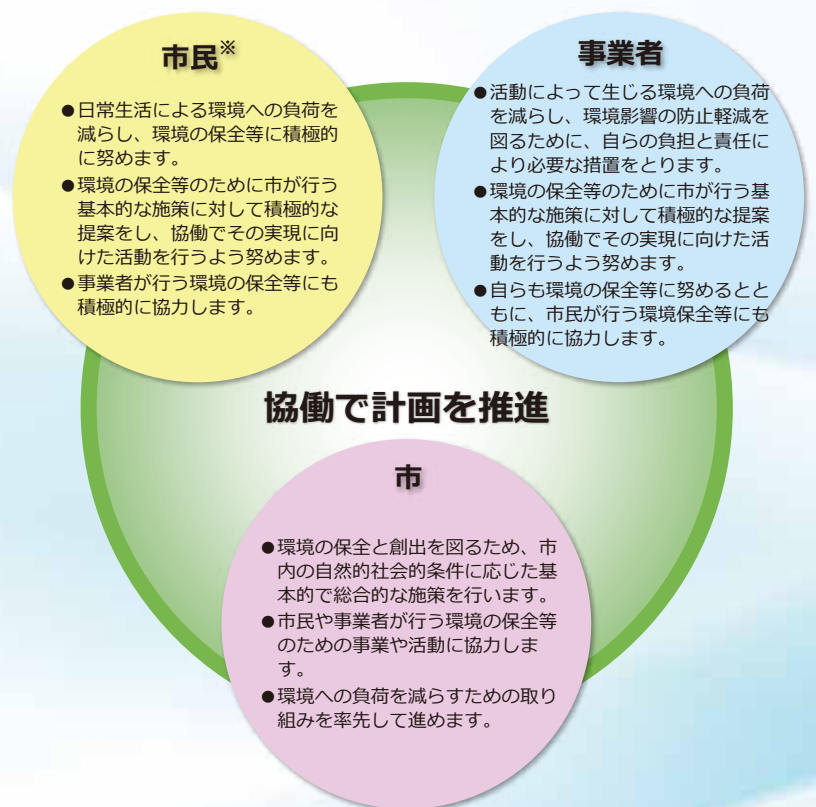 市民※
●日常生活による環境への負荷を
減らし、環境の保全等に積極的
に努めます。
●環境の保全等のために市が行う
基本的な施策に対して積極的な
提案をし、協働でその実現に向
けた活動を行うよう努めます。
●事業者が行う環境の保全等にも
積極的に協力します。
事業者
●活動によって生じる環境への負荷
を減らし、環境影響の防止軽減を
図るために、自らの負担と責任に
より必要な措置をとります。
●環境の保全等のために市が行う基
本的な施策に対して積極的な提案
をし、協働でその実現に向けた活
動を行うよう努めます。
●自らも環境の保全等に努めるとと
もに、市民が行う環境保全等にも
積極的に協力します。
協働で計画を推進
市
●環境の保全と創出を図るため、市
内の自然的社会的条件に応じた基
本的で総合的な施策を行います。
●市民や事業者が行う環境の保全等
のための事業や活動に協力しま
す。
●環境への負荷を減らすための取り
組みを率先して進めます。